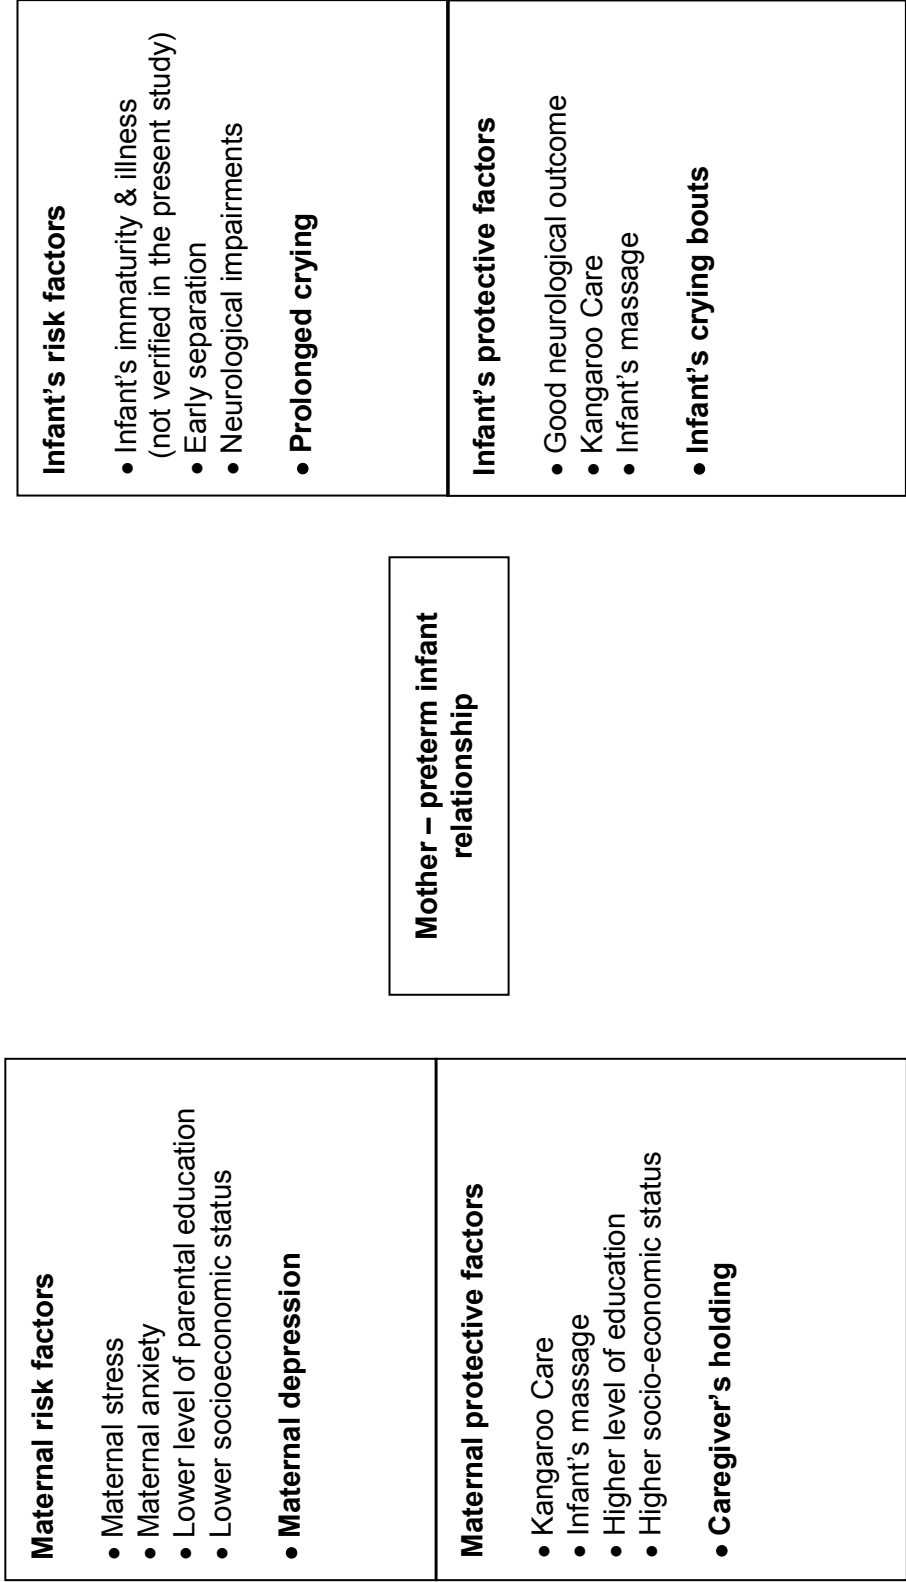 Maternal risk factors
• Maternal stress
• Maternal anxiety
• Lower level of parental education
• Lower socioeconomic status
• Maternal depression
Maternal protective factors
• Kangaroo Care
• Infant’s massage
• Higher level of education
• Higher socio-economic status
• Caregiver’s holding
Mother – preterm infant
relationship
Infant’s risk factors
• Infant’s immaturity & illness
(not verified in the present study)
• Early separation
• Neurological impairments
• Prolonged crying
Infant’s protective factors
• Good neurological outcome
• Kangaroo Care
• Infant’s massage
• Infant’s crying bouts